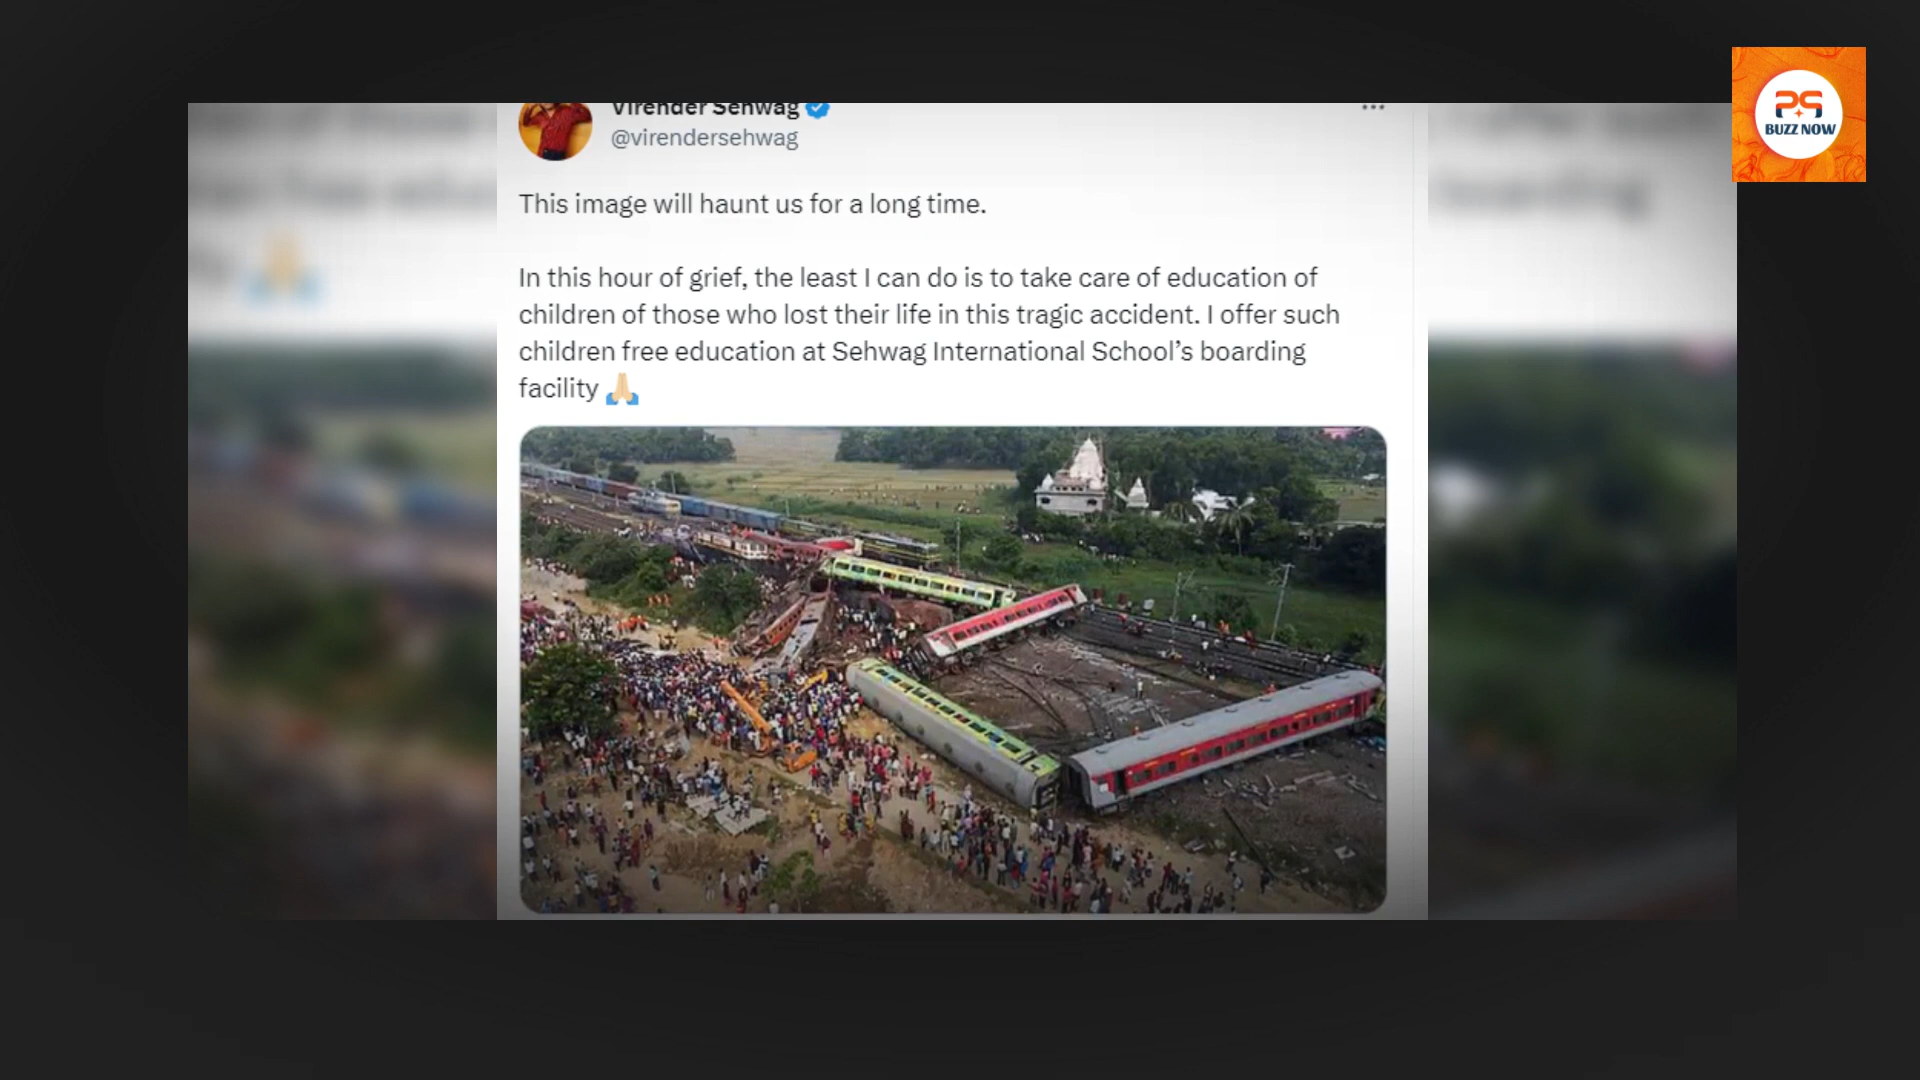 Virender Sehwag
@virendersehwag
This image will haunt us for a long time.
In this hour of grief, the least I can do is to take care of education of
children of those who lost their life in this tragic accident. I offer such
children free education at Sehwag International School's boarding
facility 🙏
PS
BUZZ NOW